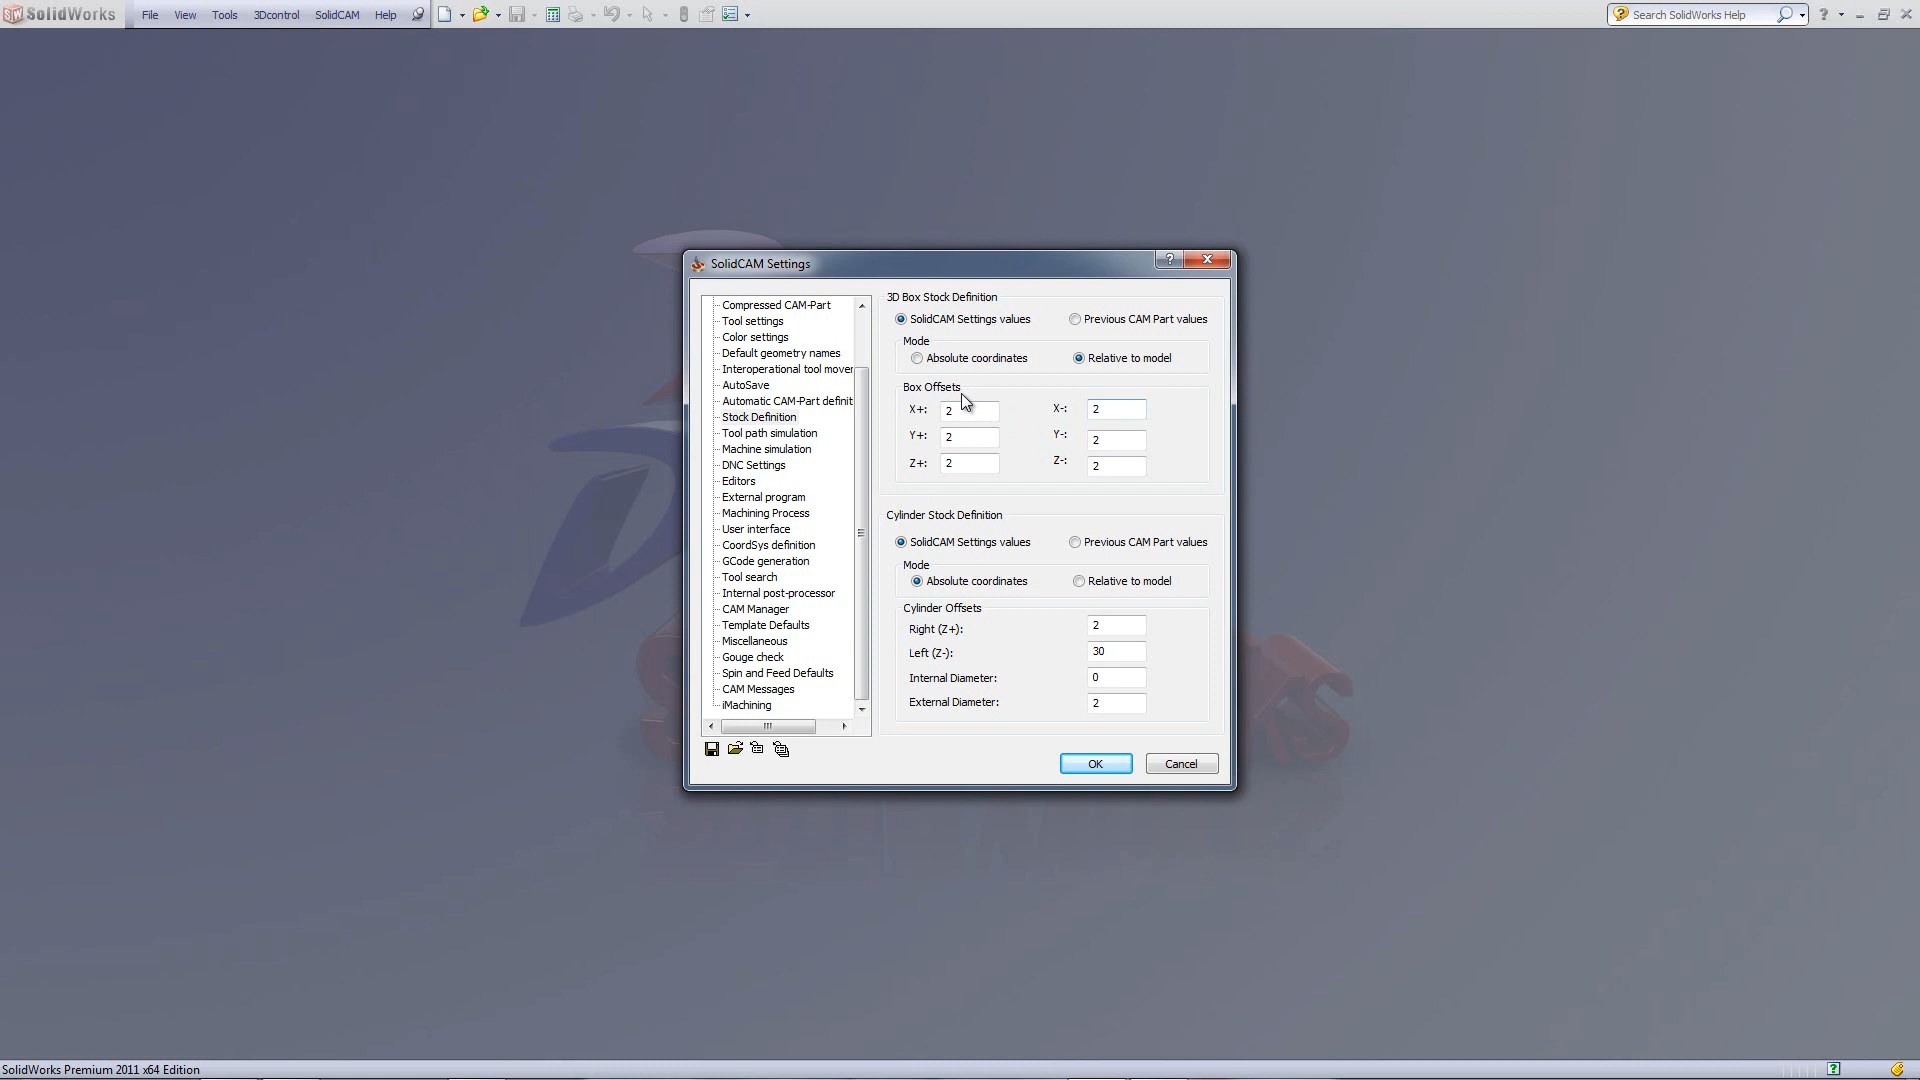 SolidWorks File View Tools 3Dcontrol SolidCAM Help Search SolidWorks Help ?
SolidCAM Settings ?
Compressed CAM-Part
Tool settings
Color settings
Default geometry names
Interoperational tool mover
AutoSave
Automatic CAM-Part definit
Stock Definition
Tool path simulation
Machine simulation
DNC Settings
Editors
External program
Machining Process
User interface
CoordSys definition
GCode generation
Tool search
Internal post-processor
CAM Manager
Template Defaults
Miscellaneous
Gouge check
Spin and Feed Defaults
CAM Messages
iMachining
3D Box Stock Definition
SolidCAM Settings values Previous CAM Part values
Mode
Absolute coordinates Relative to model
Box Offsets
X+: 2 X-: 2
Y+: 2 Y-: 2
Z+: 2 Z-: 2
Cylinder Stock Definition
SolidCAM Settings values Previous CAM Part values
Mode
Absolute coordinates Relative to model
Cylinder Offsets
Right (Z+): 2
Left (Z-): 30
Internal Diameter: 0
External Diameter: 2
OK Cancel
SolidWorks Premium 2011 x64 Edition ?